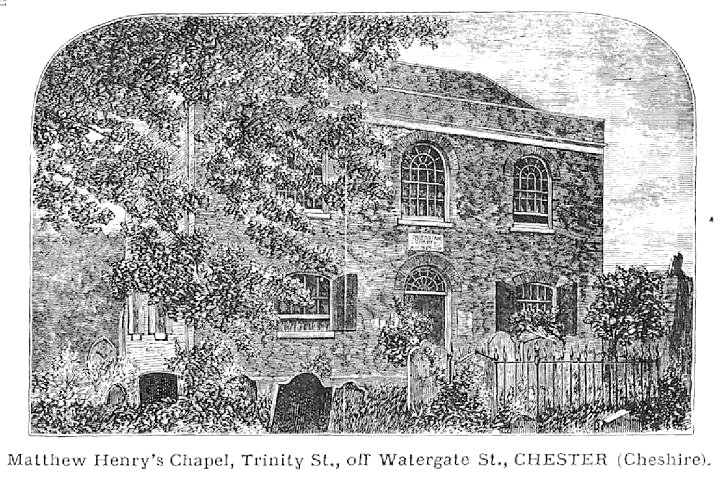 Matthew Henry's Chapel, Trinity St., off Watergate St., CHESTER (Cheshire).